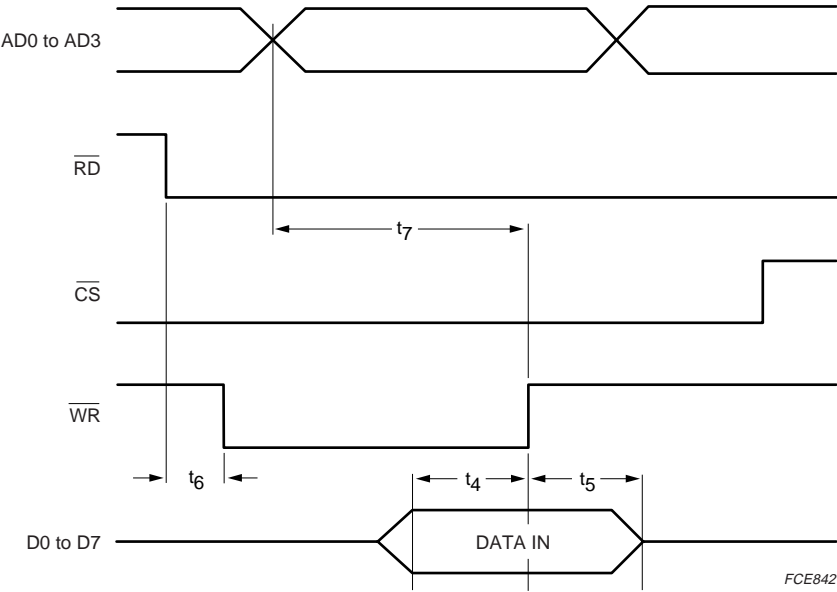 AD0 to AD3
RD
t7
CS
WR
t6
t4
t5
D0 to D7
DATA IN
FCE842